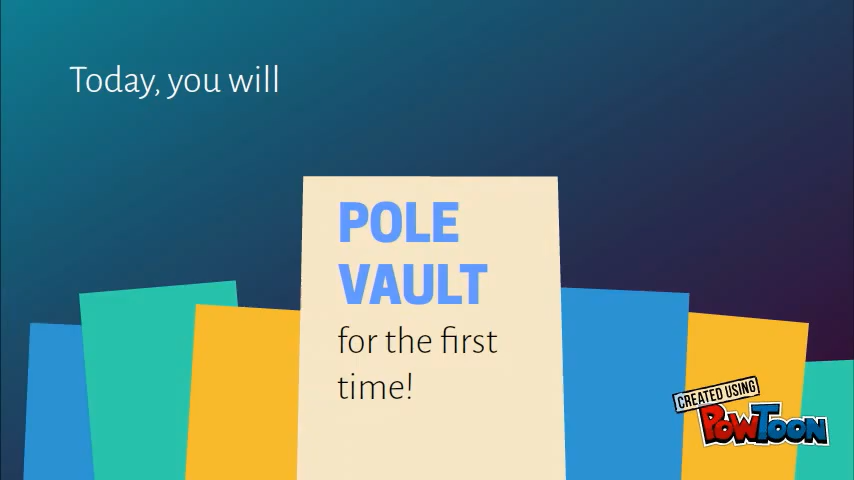 Today, you will
POLE
VAULT
for the first
time!
CREATED USING
POWTOON